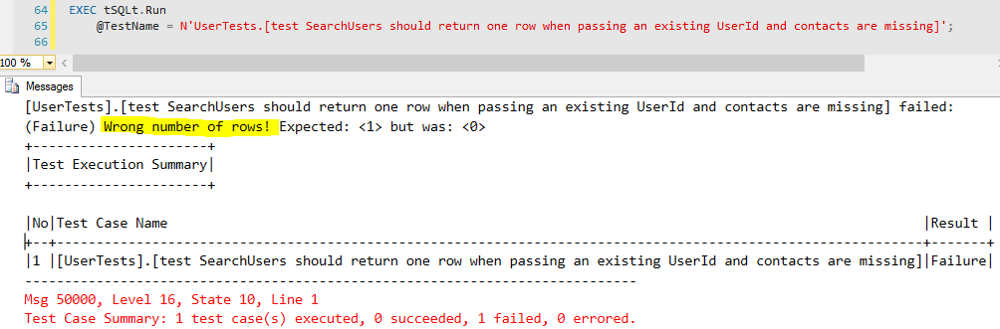 64 EXEC tSQLt.Run
65 @TestName = N'UserTests.[test SearchUsers should return one row when passing an existing UserId and contacts are missing]';
66
100 %
Messages
[UserTests].[test SearchUsers should return one row when passing an existing UserId and contacts are missing] failed:
(Failure) Wrong number of rows! Expected: <1> but was: <0>
+----------------------+
|Test Execution Summary|
+----------------------+
|No|Test Case Name |Result |
+--+------------------------------------------------------------------------------------------------------------+-------+
|1 |[UserTests].[test SearchUsers should return one row when passing an existing UserId and contacts are missing]|Failure|
-----------------------------------------------------------------------------
Msg 50000, Level 16, State 10, Line 1
Test Case Summary: 1 test case(s) executed, 0 succeeded, 1 failed, 0 errored.